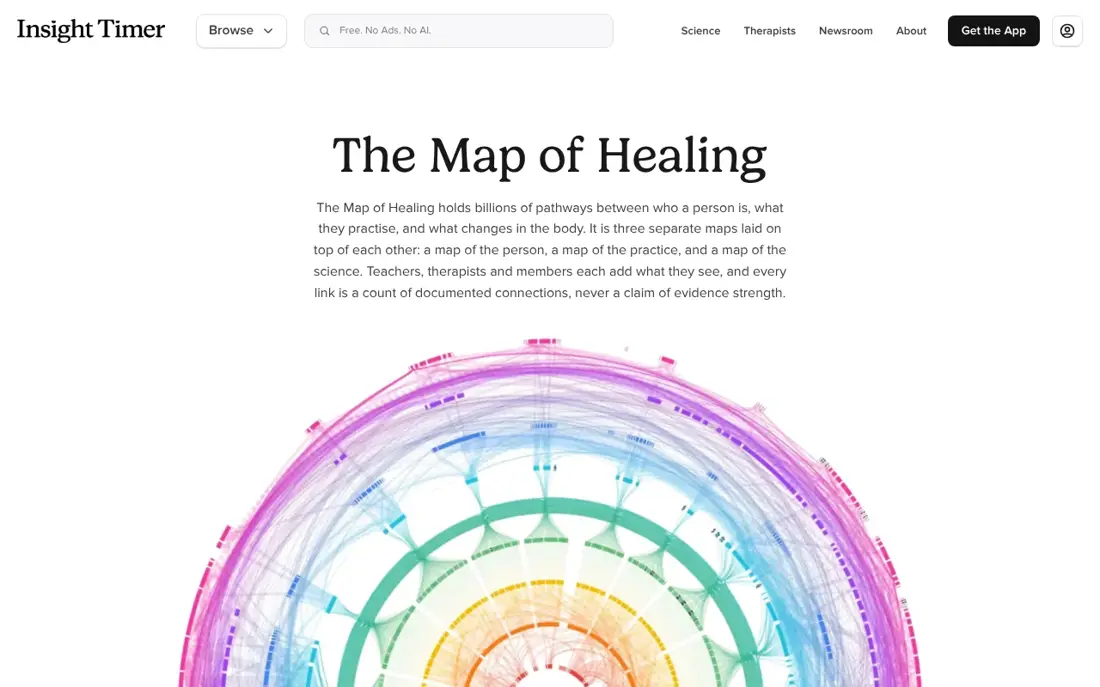 Insight Timer
Browse
Free. No Ads. No AI.
Science
Therapists
Newsroom
About
Get the App
The Map of Healing
The Map of Healing holds billions of pathways between who a person is, what
they practise, and what changes in the body. It is three separate maps laid on
top of each other: a map of the person, a map of the practice, and a map of the
science. Teachers, therapists and members each add what they see, and every
link is a count of documented connections, never a claim of evidence strength.